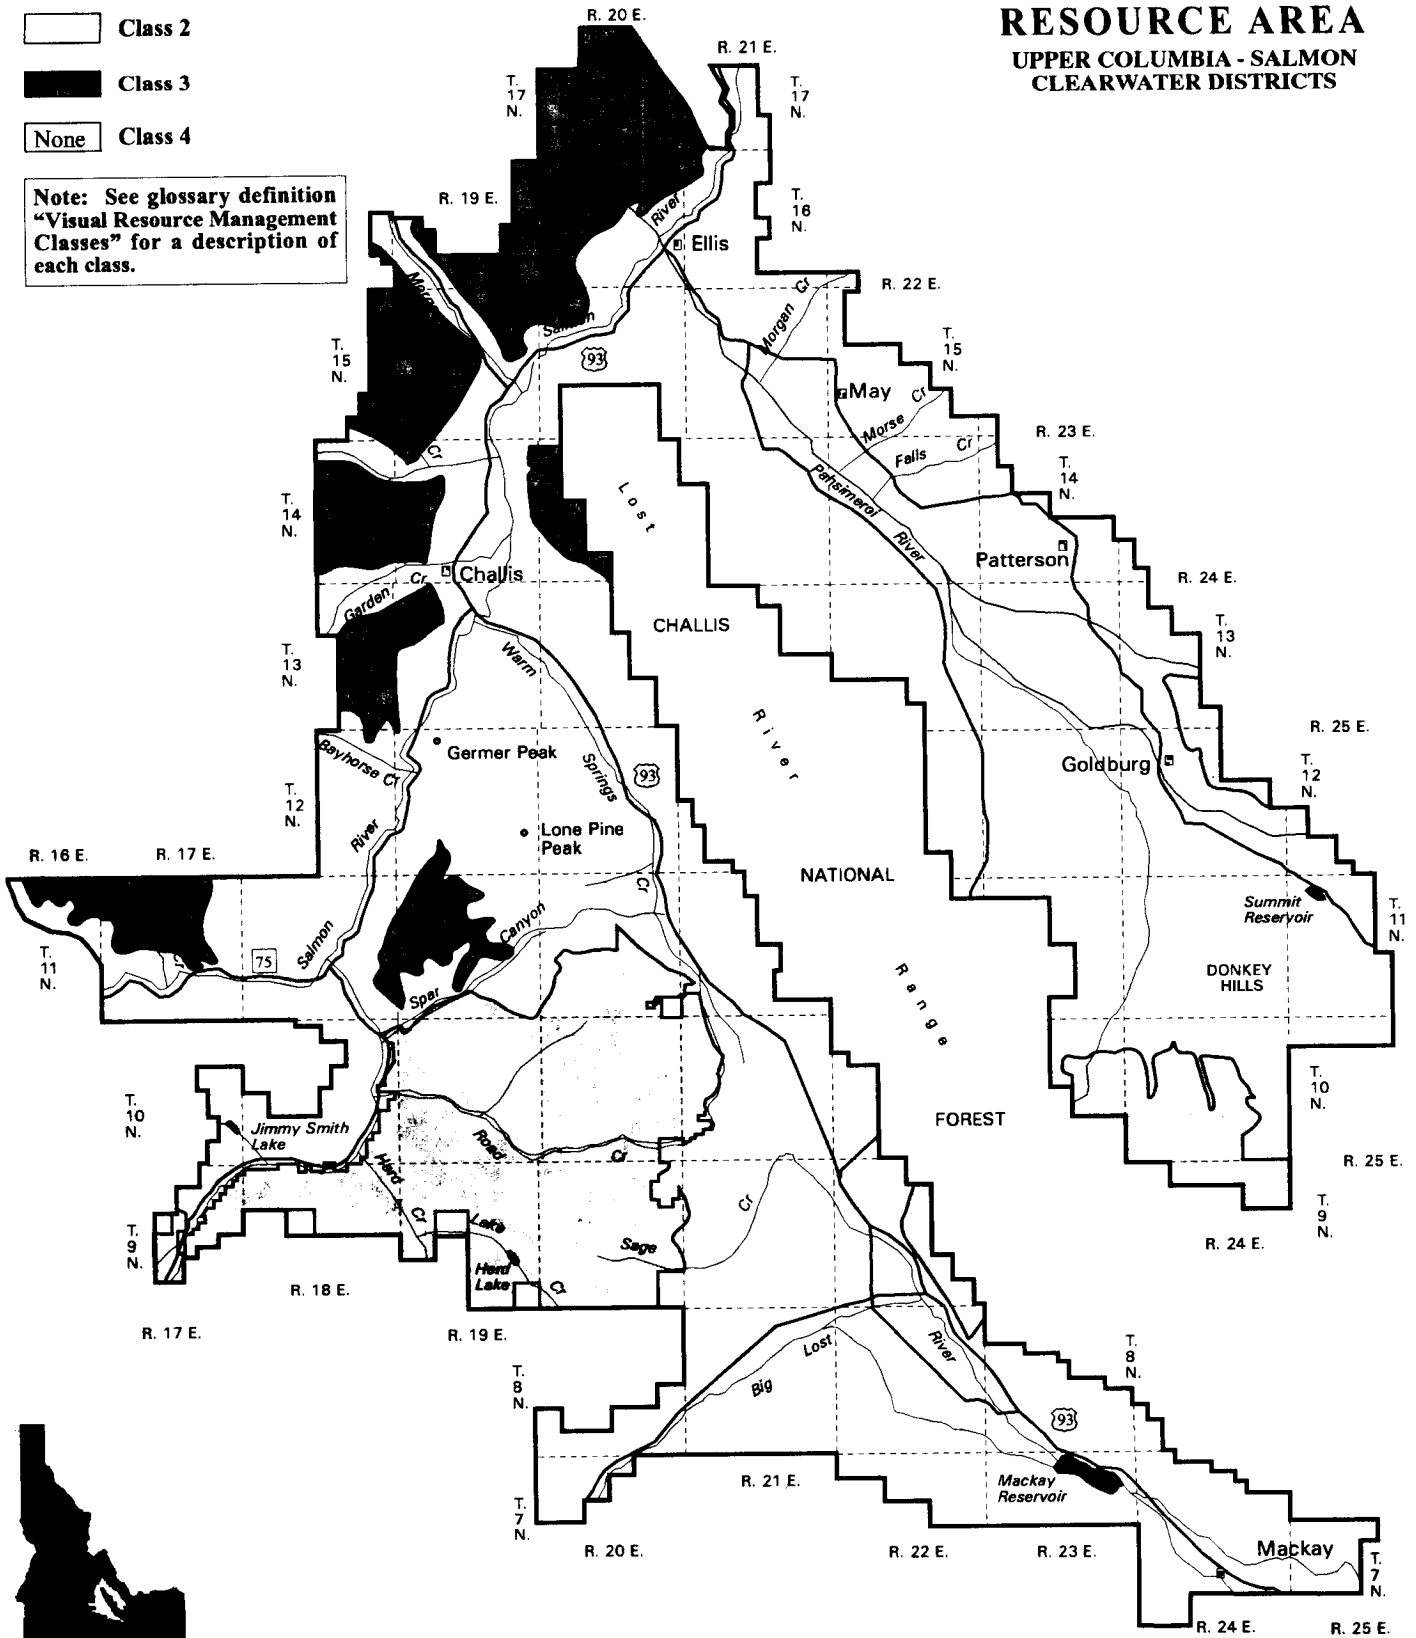 RESOURCE AREA
UPPER COLUMBIA - SALMON
CLEARWATER DISTRICTS
Class 2
Class 3
None Class 4
Note: See glossary definition
“Visual Resource Management
Classes” for a description of
each class.
R. 20 E.
R. 21 E.
T.
17
N.
T.
17
N.
R. 19 E.
T.
16
N.
River
Ellis
R. 22 E.
Morgan Cr
Salmon
93
T.
15
N.
T.
15
N.
May
Morse Cr
Falls Cr
R. 23 E.
T.
14
N.
Cr
Lost
T.
14
N.
Pahsimeroi
River
Patterson
Challis
Garden Cr
R. 24 E.
CHALLIS
T.
13
N.
T.
13
N.
Warm
Springs
93
Cr
River
R. 25 E.
Bayhorse Cr
Germer Peak
Goldburg
T.
12
N.
T.
12
N.
Lone Pine
Peak
River
R. 16 E.
R. 17 E.
NATIONAL
Summit
Reservoir
T.
11
N.
T.
11
N.
Salmon
75
Canyon
Spar
Range
DONKEY
HILLS
T.
10
N.
T.
10
N.
Jimmy Smith
Lake
Road
Cr
FOREST
R. 25 E.
Herd
Cr
Lake
Cr
Sage
Cr
T.
9
N.
T.
9
N.
Herd
Lake
R. 24 E.
R. 18 E.
R. 17 E.
R. 19 E.
T.
8
N.
T.
8
N.
Big
Lost
River
93
R. 21 E.
Mackay
Reservoir
T.
7
N.
R. 20 E.
R. 22 E.
R. 23 E.
Mackay
T.
7
N.
R. 24 E.
R. 25 E.